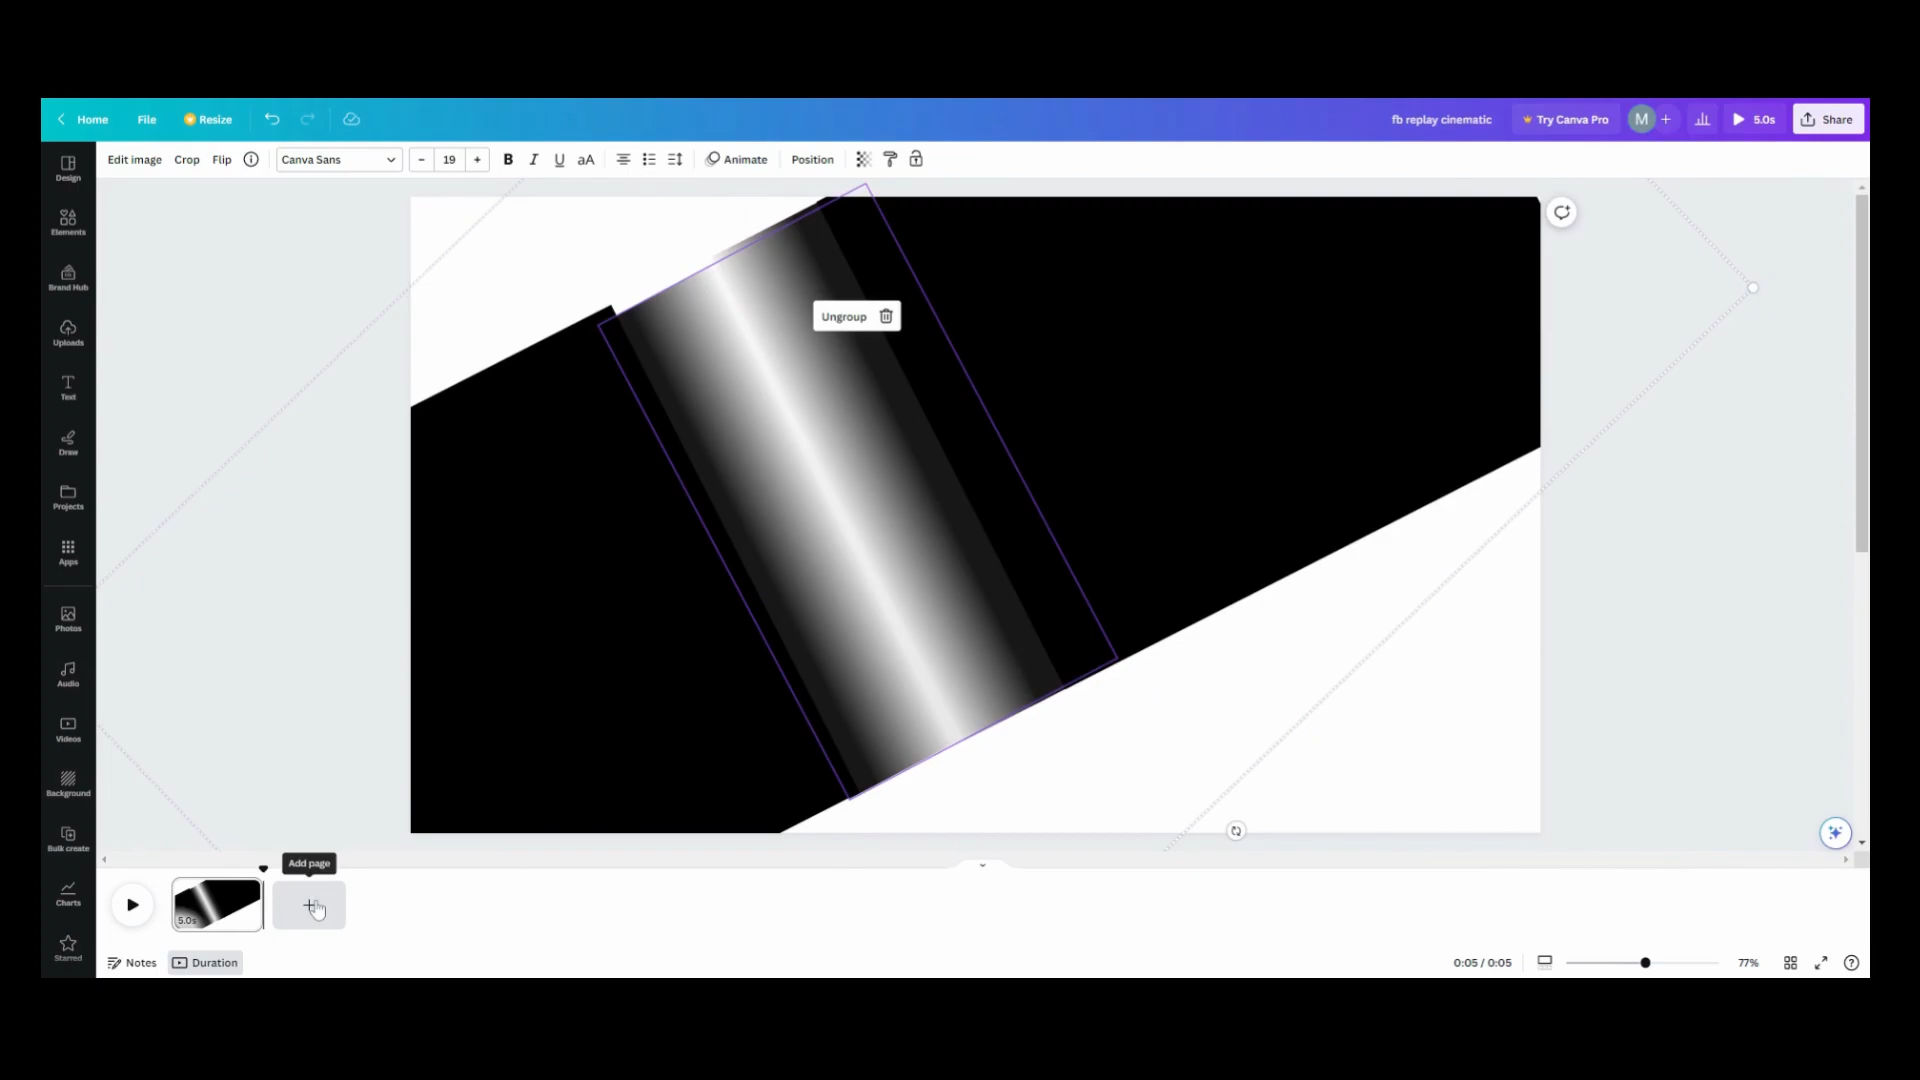 Home File Resize fb replay cinematic Try Canva Pro M + 5.0s Share
Edit image Crop Flip Canva Sans - 19 + B I U aA Animate Position
Design
Elements
Brand Hub
Uploads
Text
Draw
Projects
Apps
Photos
Audio
Videos
Background
Bulk create
Charts
Starred
Ungroup
Add page
5.0s
Notes Duration 0:05 / 0:05 77%